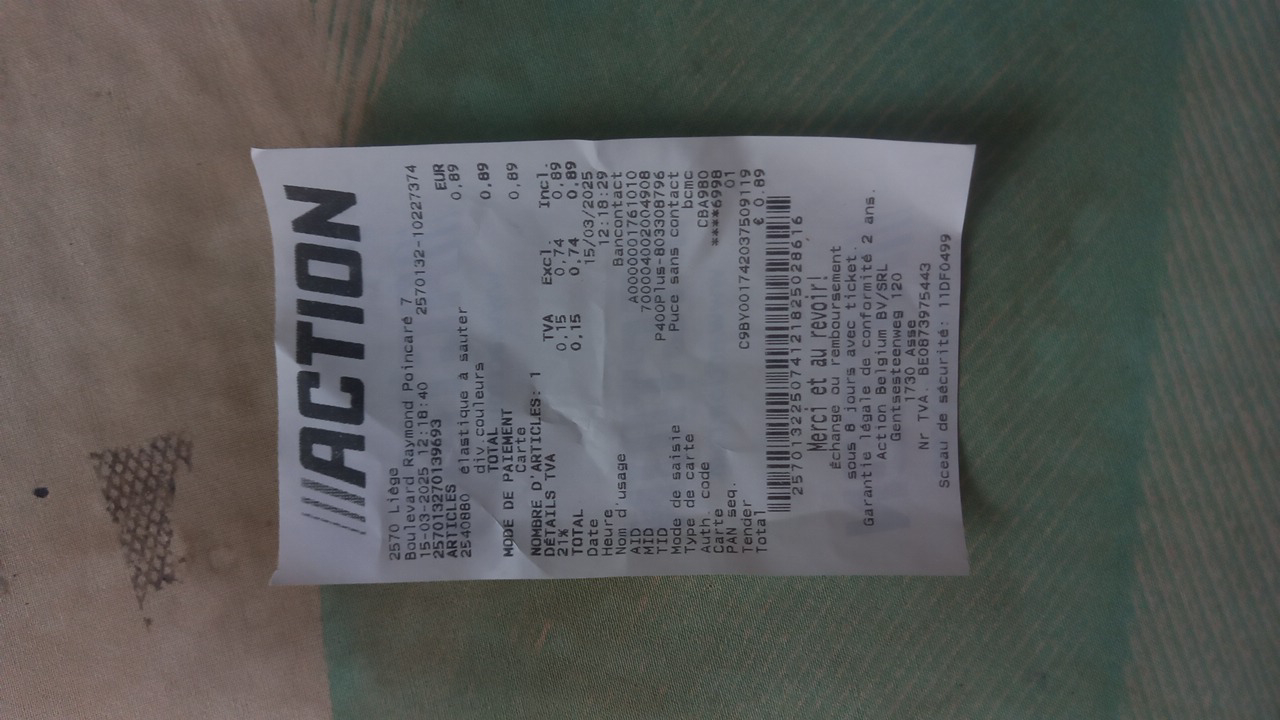 ///ACTION
2570 Liège
Boulevard Raymond Poincaré 7
15-03-2025 12:18:40 2570132-10227374
257013270139693
ARTICLES EUR
2540880 élastique à sauter 0,89
div.couleurs
TOTAL 0,89
MODE DE PAIEMENT
Carte 0,89
NOMBRE D'ARTICLES: 1
DÉTAILS TVA TVA Excl. Incl.
21% 0,15 0,74 0,89
TOTAL 0,15 0,74 0,89
Date 15/03/2025
Heure 12:18:29
Nom d'usage Bancontact
AID A0000001761010
MID 700004002004908
TID P400Plus-803308796
Mode de saisie Puce sans contact
Type de carte bcmc
Auth. code CBA980
Carte ****6998
PAN seq. 01
Tender C9BY001742037509119
Total € 0.89
257013225074121825028616
Merci et au revoir!
Échange ou remboursement
sous 8 jours avec ticket.
Garantie légale de conformité 2 ans.
Action Belgium BV/SRL
Gentsesteenweg 120
1730 Asse
Nr TVA. BE0873975443
Sceau de sécurité: 11DF0499